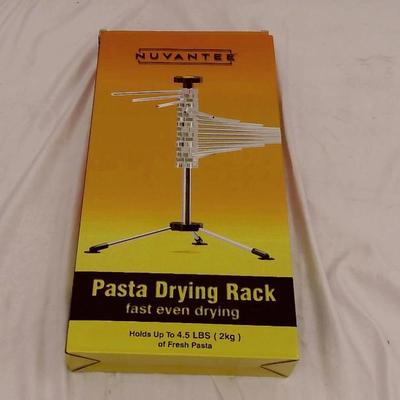 NUVANTEE
Pasta Drying Rack
fast even drying
Holds Up To 4.5 LBS ( 2kg )
of Fresh Pasta